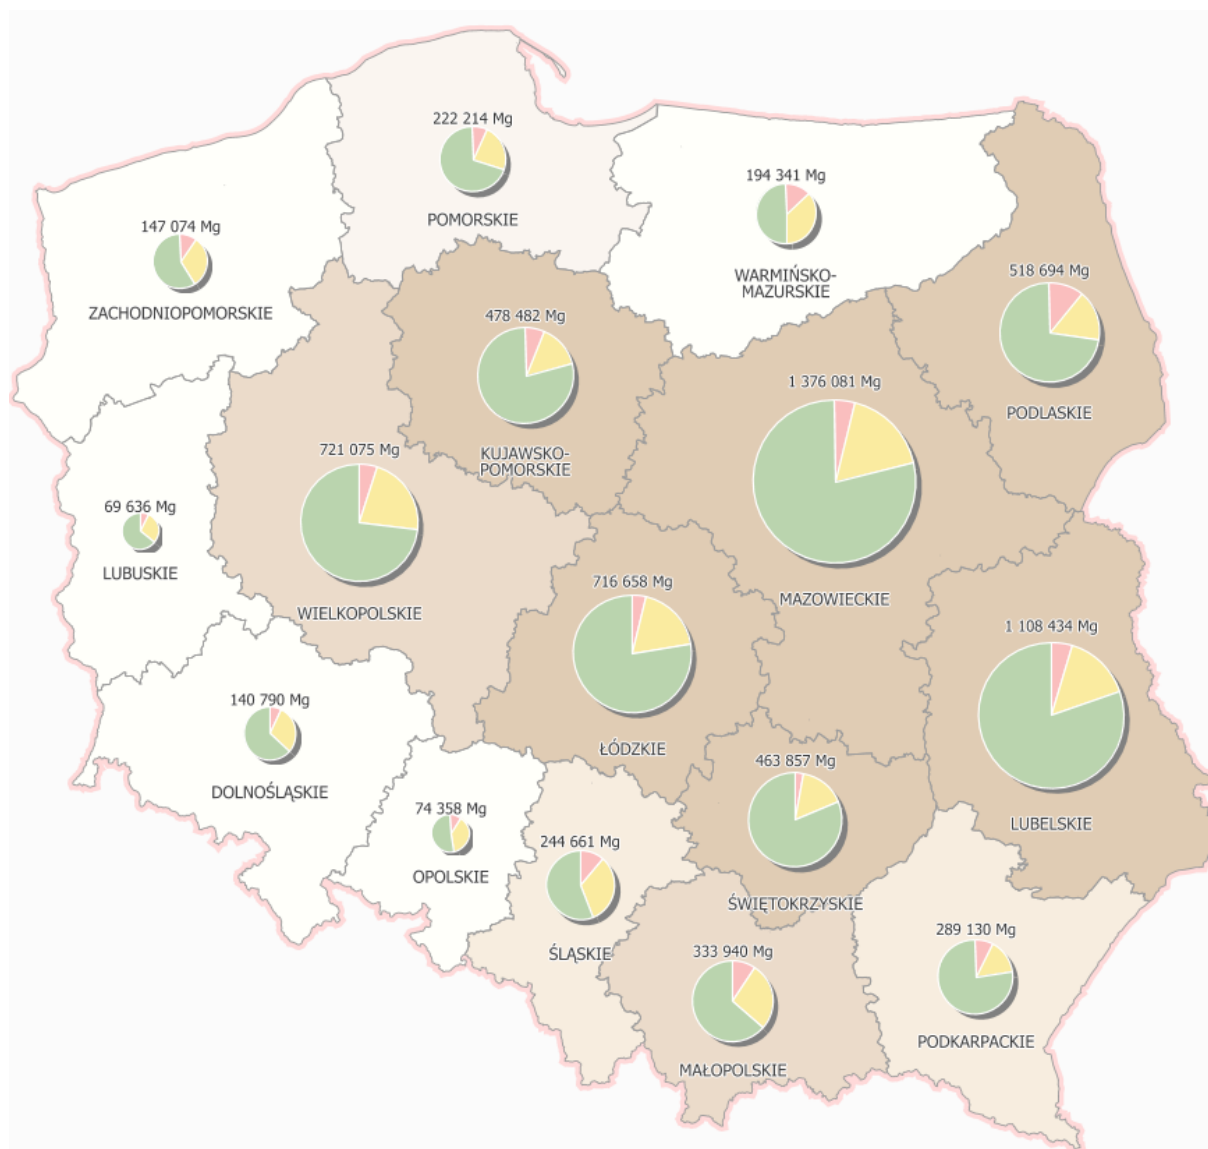 222 214 Mg
POMORSKIE
147 074 Mg
ZACHODNIOPOMORSKIE
194 341 Mg
WARMIŃSKO-
MAZURSKIE
518 694 Mg
PODLASKIE
478 482 Mg
KUJAWSKO-
POMORSKIE
1 376 081 Mg
MAZOWIECKIE
721 075 Mg
WIELKOPOLSKIE
69 636 Mg
LUBUSKIE
716 658 Mg
ŁÓDZKIE
1 108 434 Mg
LUBELSKIE
140 790 Mg
DOLNOŚLĄSKIE
74 358 Mg
OPOLSKIE
244 661 Mg
ŚLĄSKIE
463 857 Mg
ŚWIĘTOKRZYSKIE
333 940 Mg
MAŁOPOLSKIE
289 130 Mg
PODKARPACKIE